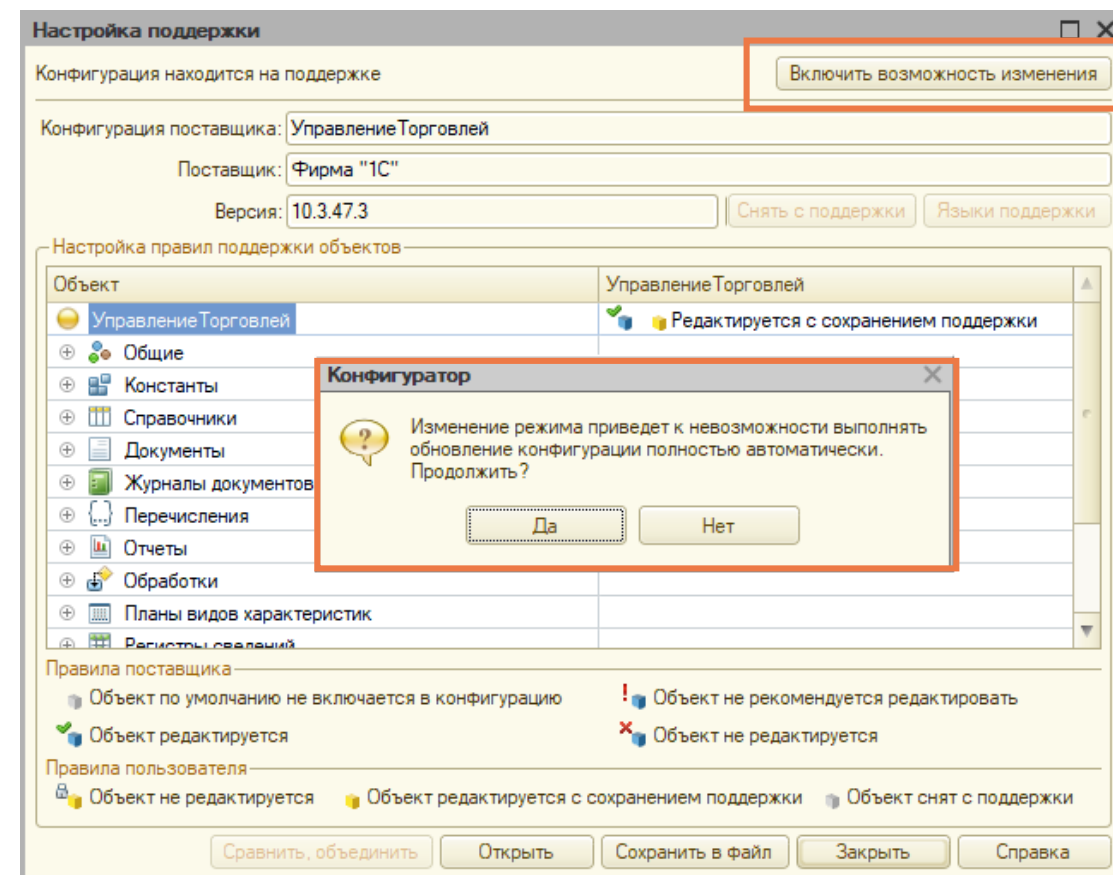 Настройка поддержки
Конфигурация находится на поддержке
Включить возможность изменения
Конфигурация поставщика: УправлениеТорговлей
Поставщик: Фирма "1С"
Версия: 10.3.47.3
Снять с поддержки
Языки поддержки
Настройка правил поддержки объектов
Объект
УправлениеТорговлей
УправлениеТорговлей
Редактируется с сохранением поддержки
Общие
Константы
Справочники
Документы
Журналы документов
Перечисления
Отчеты
Обработки
Планы видов характеристик
Регистры сведений
Конфигуратор
Изменение режима приведет к невозможности выполнять
обновление конфигурации полностью автоматически.
Продолжить?
Да
Нет
Правила поставщика
Объект по умолчанию не включается в конфигурацию
Объект не рекомендуется редактировать
Объект редактируется
Объект не редактируется
Правила пользователя
Объект не редактируется
Объект редактируется с сохранением поддержки
Объект снят с поддержки
Сравнить, объединить
Открыть
Сохранить в файл
Закрыть
Справка